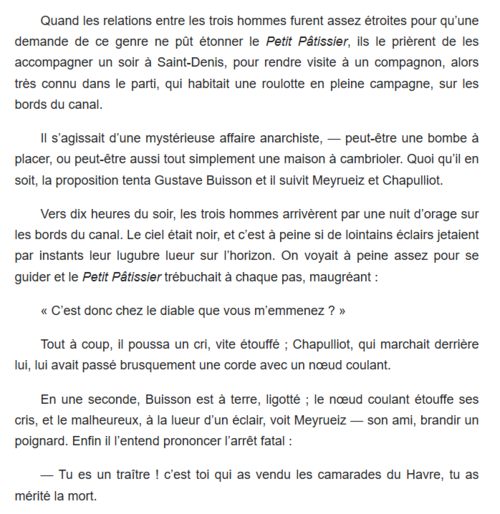 Quand les relations entre les trois hommes furent assez étroites pour qu’une
demande de ce genre ne pût étonner le Petit Pâtissier, ils le prièrent de les
accompagner un soir à Saint-Denis, pour rendre visite à un compagnon, alors
très connu dans le parti, qui habitait une roulotte en pleine campagne, sur les
bords du canal.
Il s’agissait d’une mystérieuse affaire anarchiste, — peut-être une bombe à
placer, ou peut-être aussi tout simplement une maison à cambrioler. Quoi qu’il en
soit, la proposition tenta Gustave Buisson et il suivit Meyrueiz et Chapulliot.
Vers dix heures du soir, les trois hommes arrivèrent par une nuit d’orage sur
les bords du canal. Le ciel était noir, et c’est à peine si de lointains éclairs jetaient
par instants leur lugubre lueur sur l’horizon. On voyait à peine assez pour se
guider et le Petit Pâtissier trébuchait à chaque pas, maugréant :
« C’est donc chez le diable que vous m’emmenez ? »
Tout à coup, il poussa un cri, vite étouffé ; Chapulliot, qui marchait derrière
lui, lui avait passé brusquement une corde avec un nœud coulant.
En une seconde, Buisson est à terre, ligotté ; le nœud coulant étouffe ses
cris, et le malheureux, à la lueur d’un éclair, voit Meyrueiz — son ami, brandir un
poignard. Enfin il l’entend prononcer l’arrêt fatal :
— Tu es un traître ! c’est toi qui as vendu les camarades du Havre, tu as
mérité la mort.